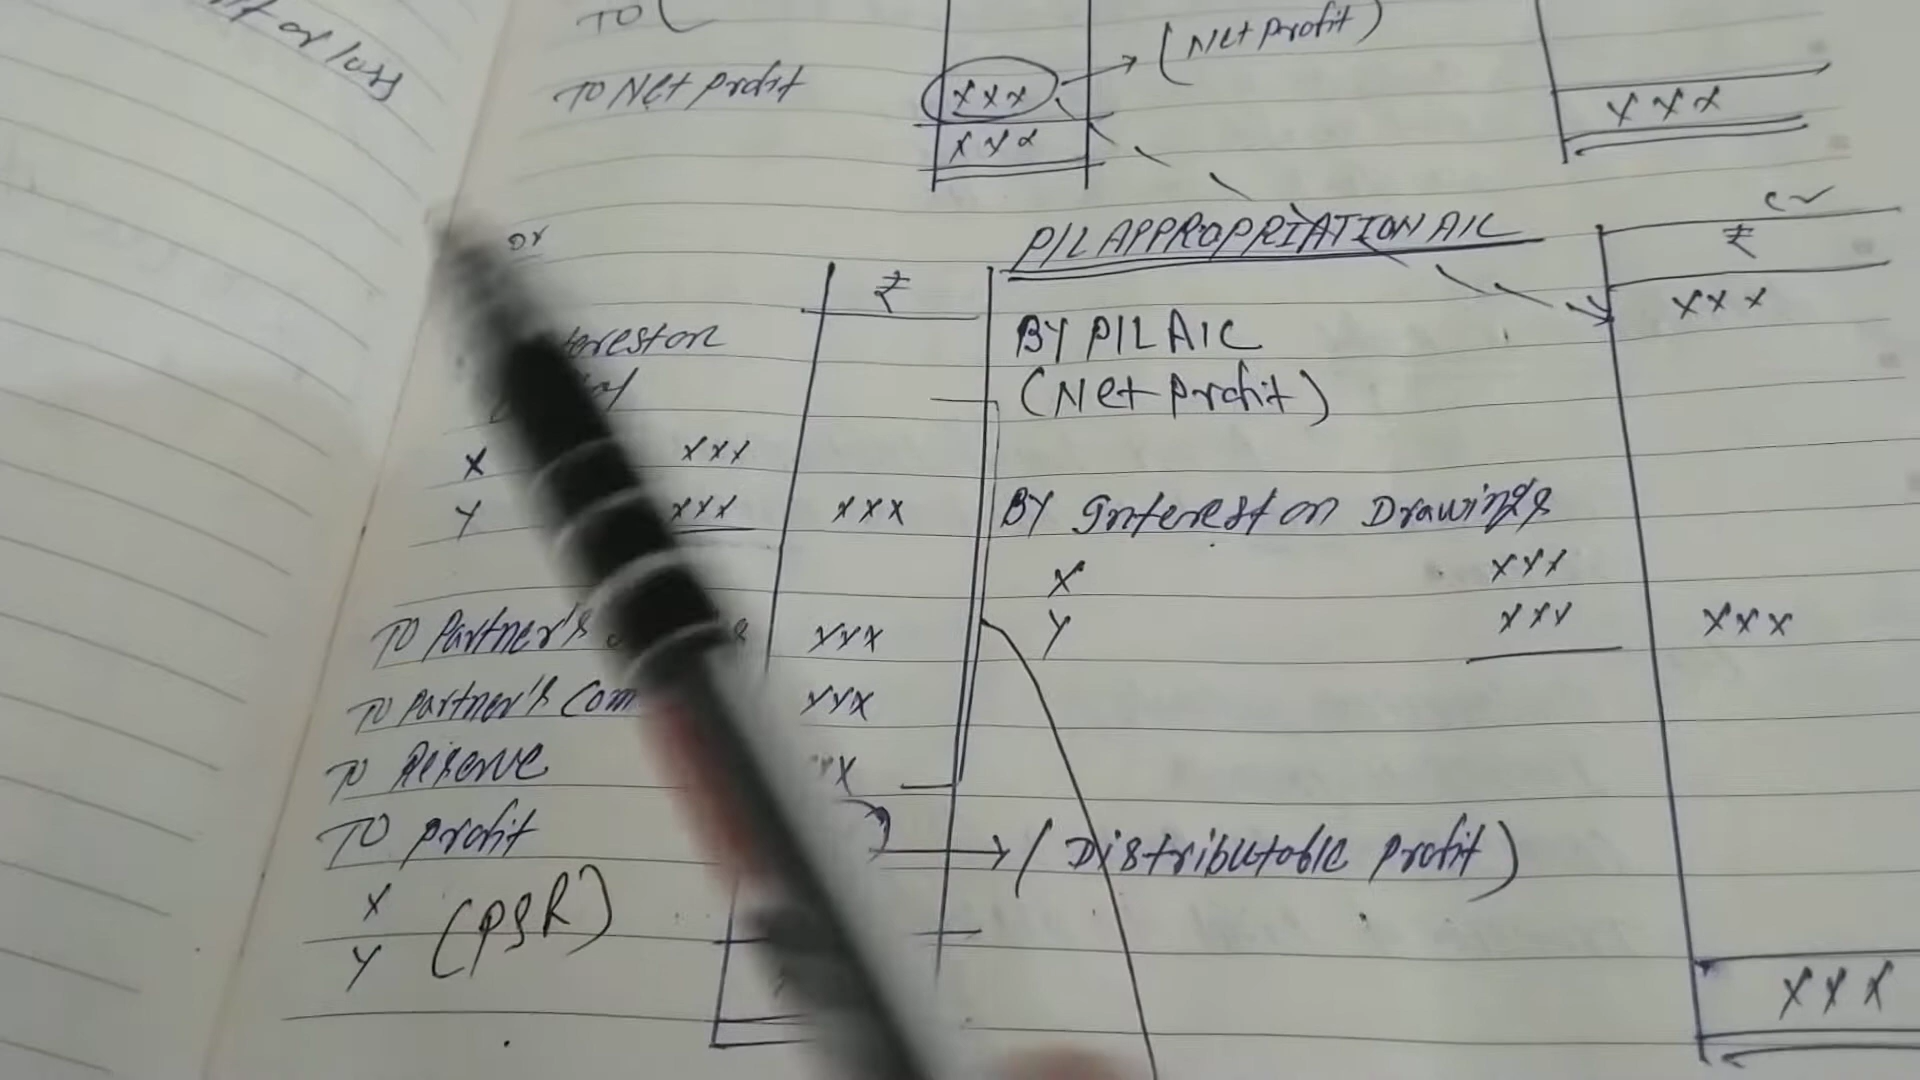 TO (
(Net profit)
TO Net profit
xxx
xxx
xxx
or
P/L APPROPRIATION A/C
cr
₹
₹
BY P/L A/C
xxx
(Net profit)
X xxx
Y xxx xxx
BY Interest on Drawings
X xxx
Y xxx xxx
TO Partner's
xxx
TO Partner's
xxx
TO Reserve
TO profit
(Distributable profit)
X
(PSR)
Y
xxx